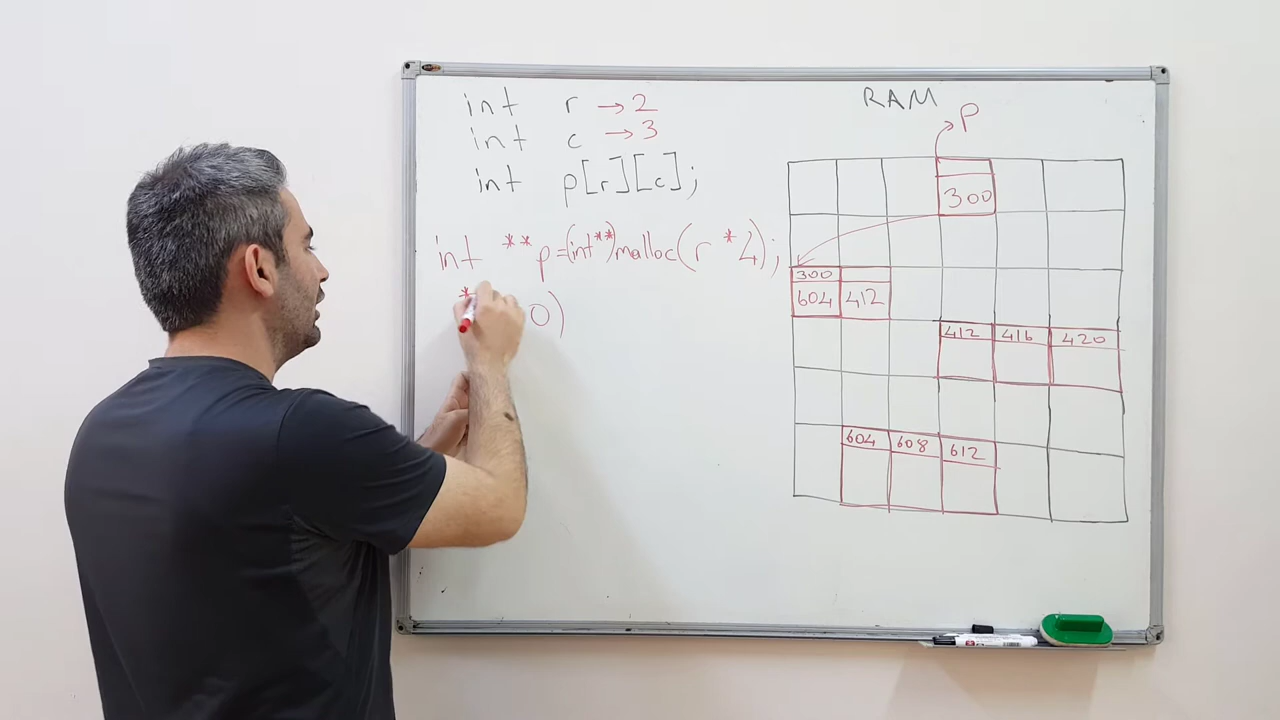 int r → 2
int c → 3
int p[r][c];
int **p=(int**)malloc(r *4);
* 0)
RAM
P
300
300
604 412
412 416 420
604 608 612